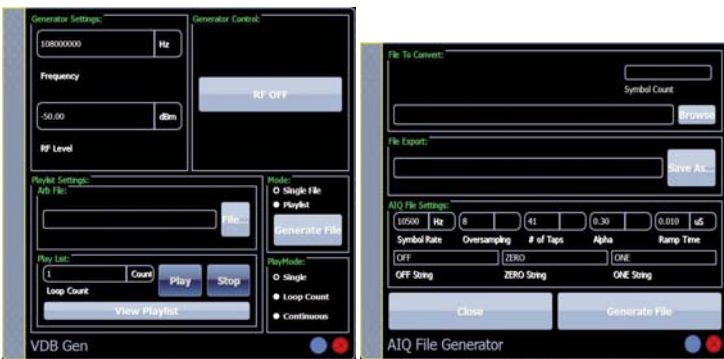 Generator Settings:
108000000 Hz
Frequency
-50.00 dBm
RF Level
Generator Control:
RF OFF
Playlist Settings:
Arb File:
File...
Play List:
1 Count
Loop Count
Play
Stop
View Playlist
Mode:
Single File
Playlist
Generate File
PlayMode:
Single
Loop Count
Continuous
VDB Gen
File To Convert:
Symbol Count
Browse
File Export:
Save As...
AIQ File Settings:
10500 Hz 8 41 0.30 0.010 uS
Symbol Rate Oversampling # of Taps Alpha Ramp Time
OFF ZERO ONE
OFF String ZERO String ONE String
Close
Generate File
AIQ File Generator